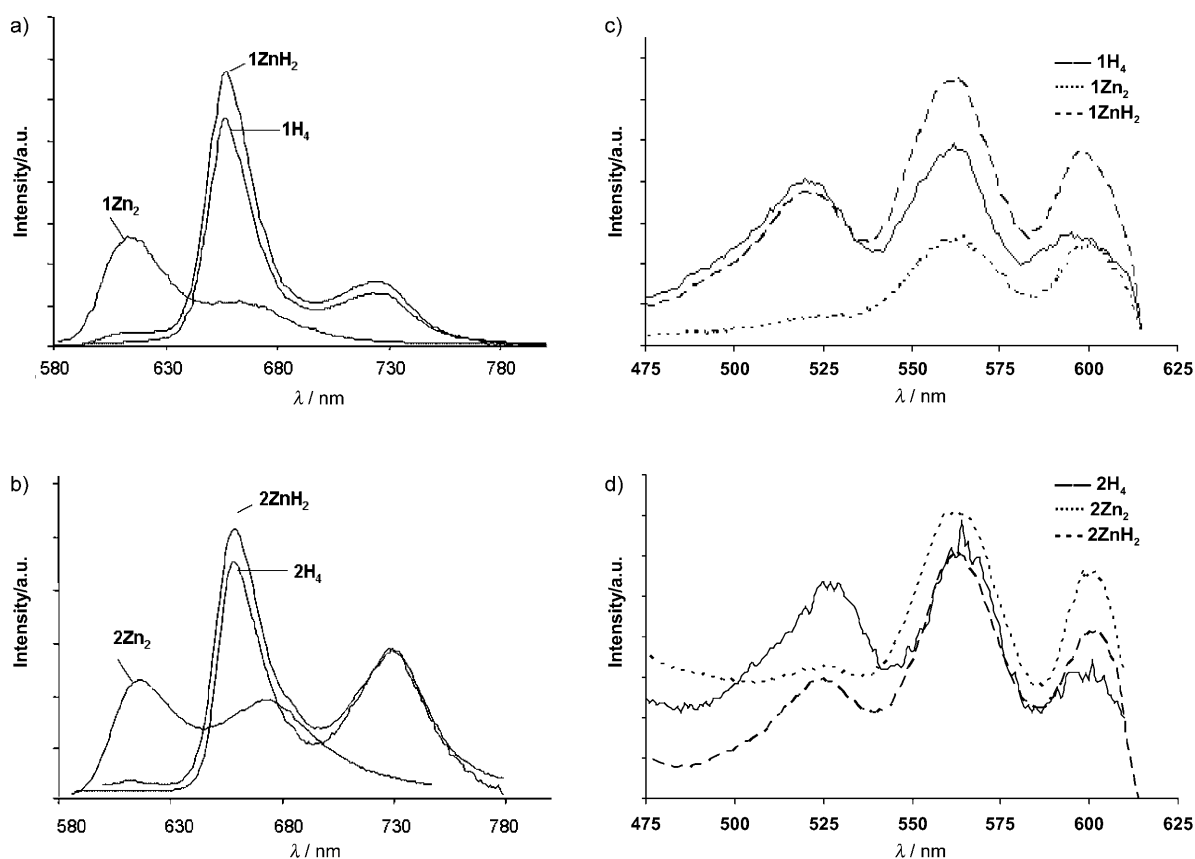 a)
Intensity/a.u.
1ZnH₂
1H₄
1Zn₂
580 630 680 730 780
λ / nm
c)
Intensity/a.u.
1H₄
1Zn₂
1ZnH₂
475 500 525 550 575 600 625
λ / nm
b)
Intensity/a.u.
2ZnH₂
2H₄
2Zn₂
580 630 680 730 780
λ / nm
d)
Intensity/a.u.
2H₄
2Zn₂
2ZnH₂
475 500 525 550 575 600 625
λ / nm